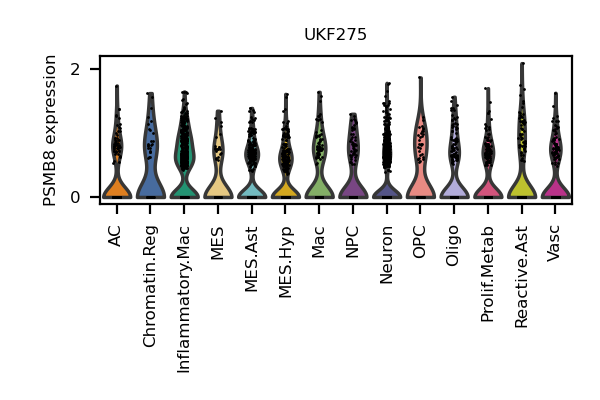 UKF275
PSMB8 expression
2
0
AC
Chromatin.Reg
Inflammatory.Mac
MES
MES.Ast
MES.Hyp
Mac
NPC
Neuron
OPC
Oligo
Prolif.Metab
Reactive.Ast
Vasc